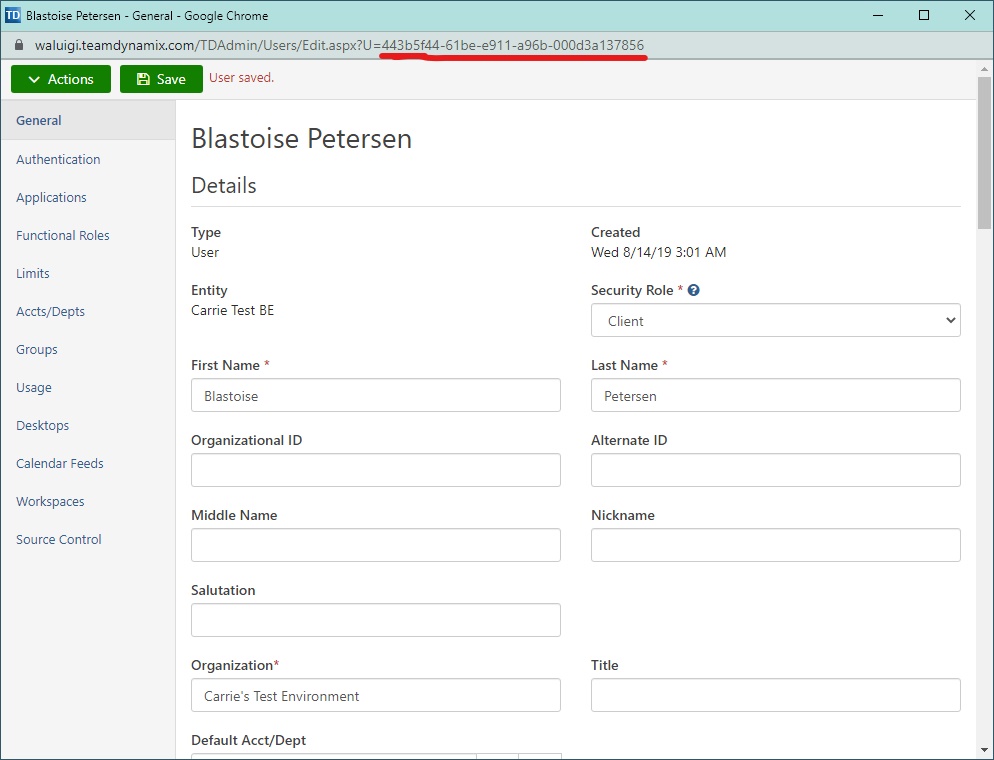 TD Blastoise Petersen - General - Google Chrome
waluigi.teamdynamix.com/TDAdmin/Users/Edit.aspx?U=443b5f44-61be-e911-a96b-000d3a137856
Actions Save User saved.
General
Authentication
Applications
Functional Roles
Limits
Accts/Depts
Groups
Usage
Desktops
Calendar Feeds
Workspaces
Source Control
Blastoise Petersen
Details
Type
User
Created
Wed 8/14/19 3:01 AM
Entity
Carrie Test BE
Security Role * ?
Client
First Name *
Blastoise
Last Name *
Petersen
Organizational ID
Alternate ID
Middle Name
Nickname
Salutation
Organization*
Carrie's Test Environment
Title
Default Acct/Dept